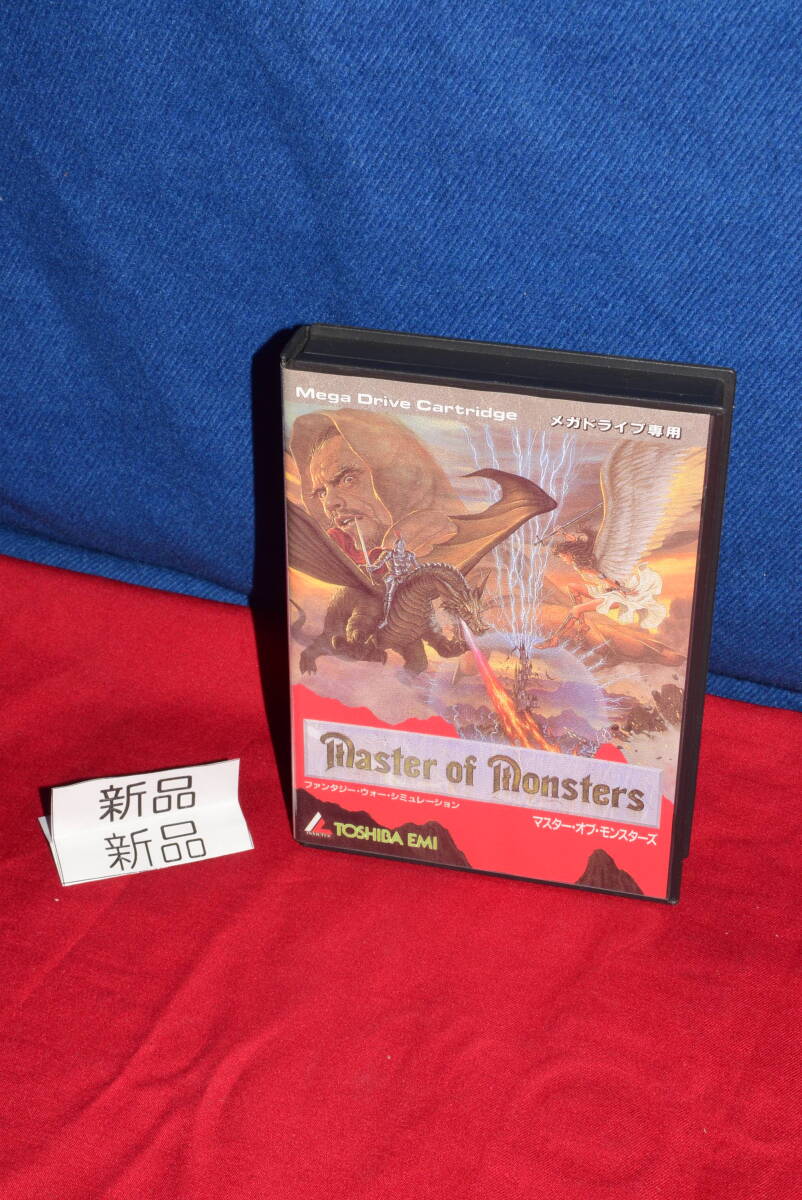 Mega Drive Cartridge
メガドライブ専用
Master of Monsters
ファンタジー・ウォー・シミュレーション
マスター・オブ・モンスターズ
TOSHIBA EMI
新品
新品